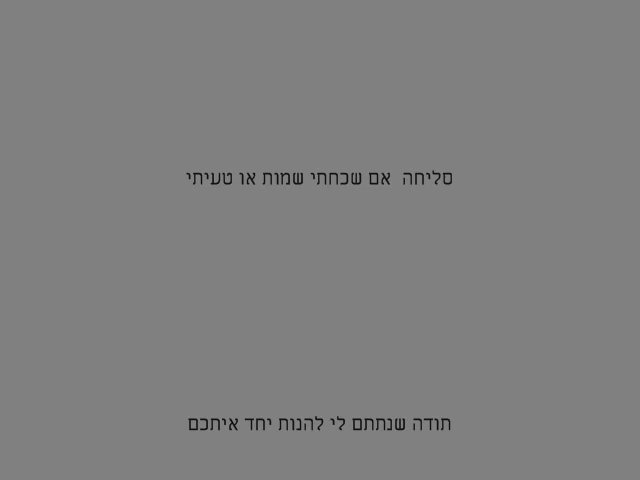 סליחה  אם שכחתי שמות או טעיתי
תודה שנתתם לי להנות יחד איתכם